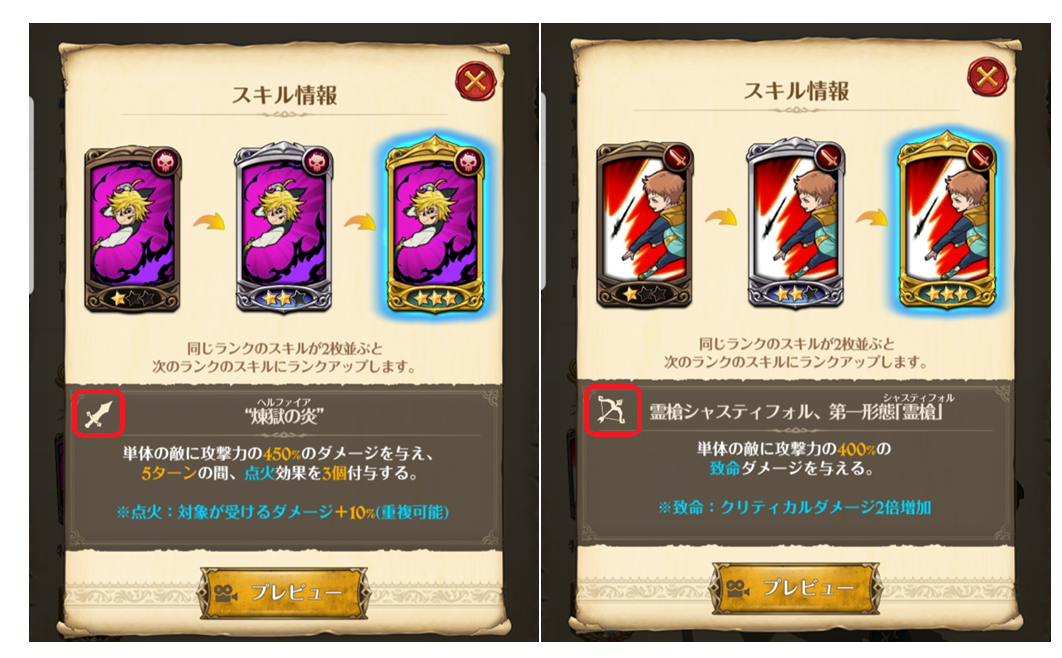 スキル情報
同じランクのスキルが2枚並ぶと
次のランクのスキルにランクアップします。
ヘルファイア
“煉獄の炎”
単体の敵に攻撃力の450%のダメージを与え、
5ターンの間、点火効果を3個付与する。
※点火：対象が受けるダメージ+10%(重複可能)
プレビュー
スキル情報
同じランクのスキルが2枚並ぶと
次のランクのスキルにランクアップします。
シャスティフォル
霊槍シャスティフォル、第一形態「霊槍」
単体の敵に攻撃力の400%の
致命ダメージを与える。
※致命：クリティカルダメージ2倍増加
プレビュー